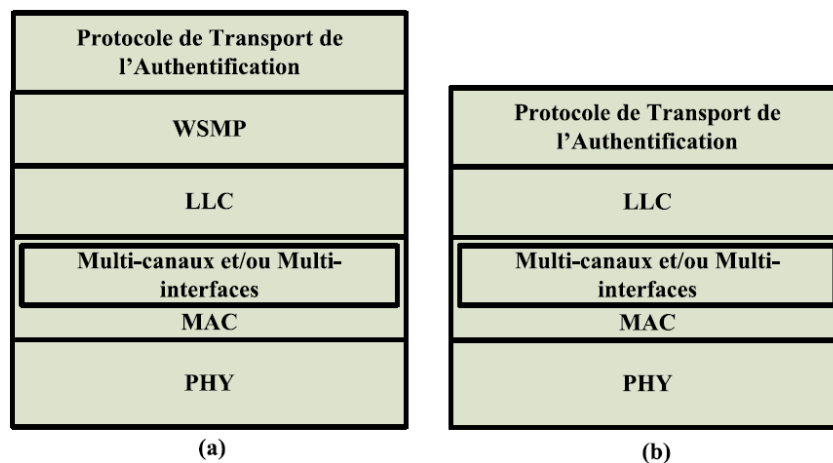 Protocole de Transport de
l'Authentification
WSMP
LLC
Multi-canaux et/ou Multi-
interfaces
MAC
PHY
(a)
Protocole de Transport de
l'Authentification
LLC
Multi-canaux et/ou Multi-
interfaces
MAC
PHY
(b)